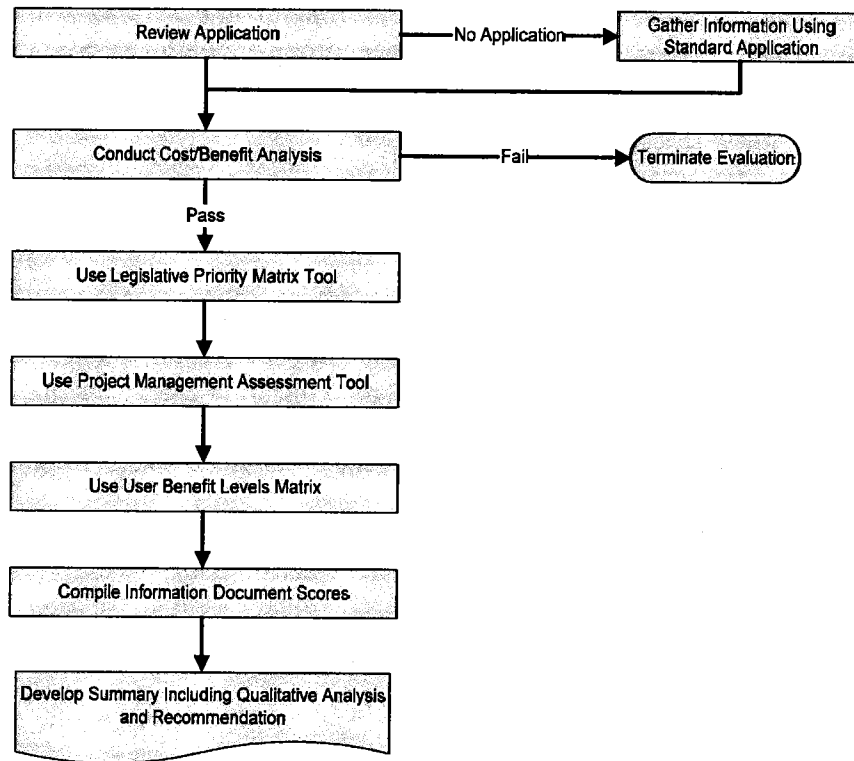 Review Application
No Application
Gather Information Using
Standard Application
Conduct Cost/Benefit Analysis
Fail
Terminate Evaluation
Pass
Use Legislative Priority Matrix Tool
Use Project Management Assessment Tool
Use User Benefit Levels Matrix
Compile Information Document Scores
Develop Summary Including Qualitative Analysis
and Recommendation